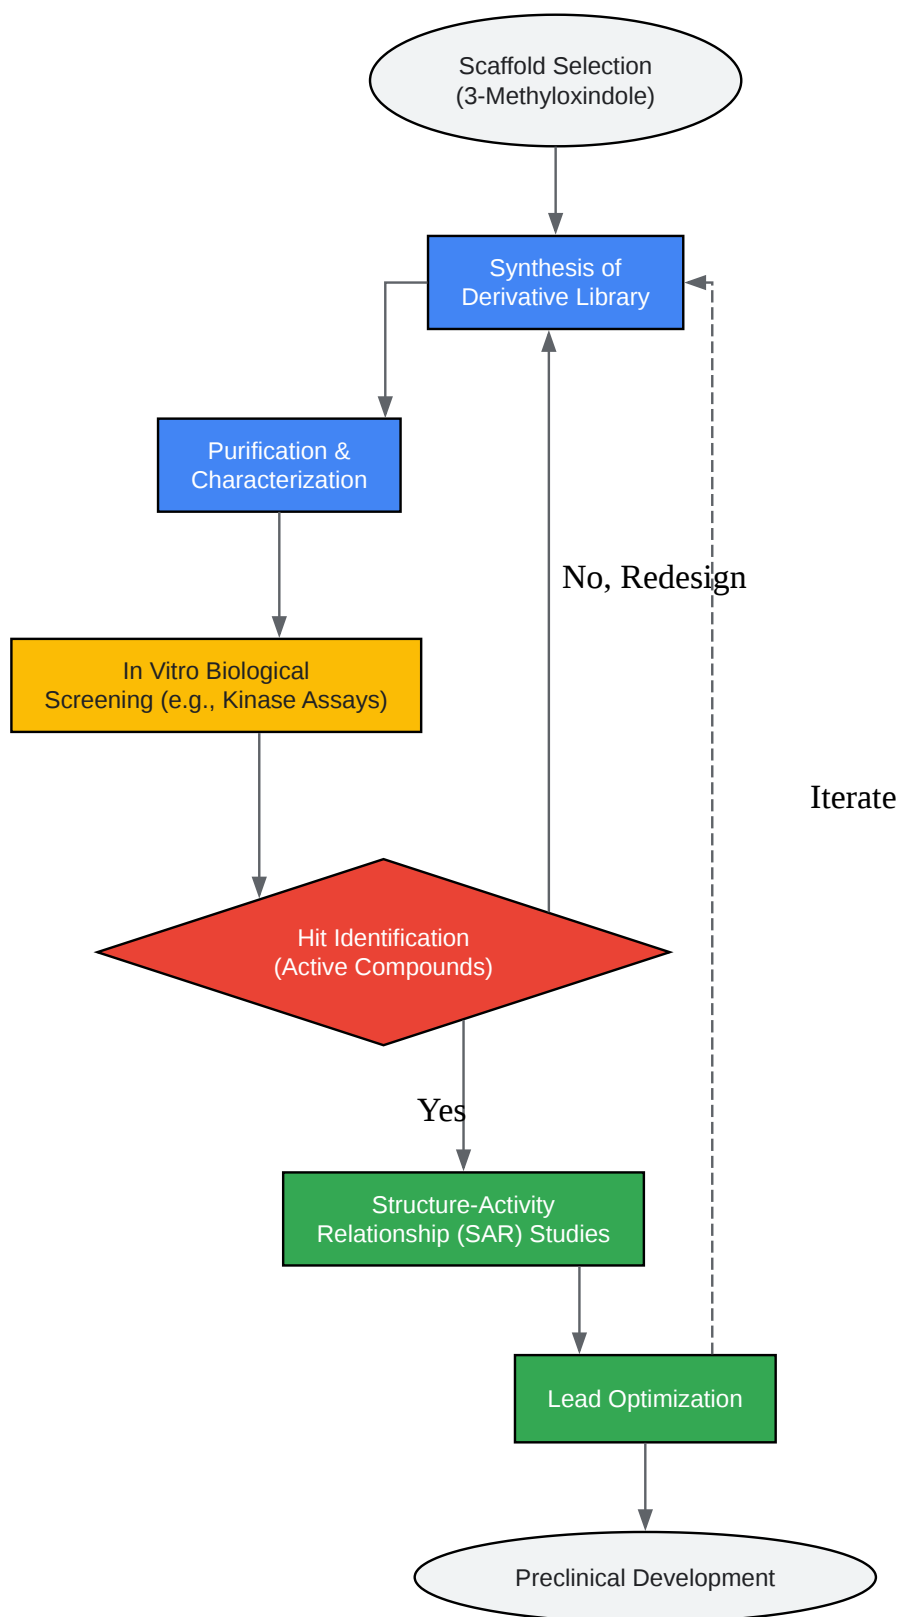 Scaffold Selection
(3-Methyloxindole)
Synthesis of
Derivative Library
Purification &
Characterization
No, Redesign
In Vitro Biological
Screening (e.g., Kinase Assays)
Iterate
Hit Identification
(Active Compounds)
Yes
Structure-Activity
Relationship (SAR) Studies
Lead Optimization
Preclinical Development